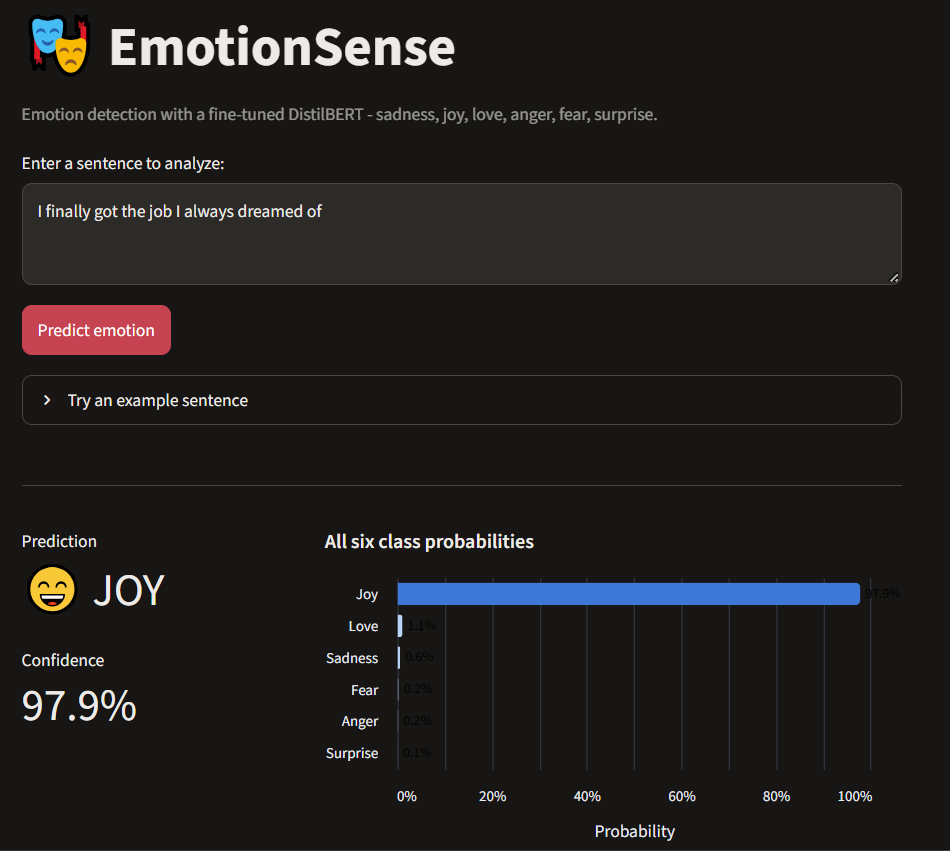 EmotionSense
Emotion detection with a fine-tuned DistilBERT - sadness, joy, love, anger, fear, surprise.
Enter a sentence to analyze:
I finally got the job I always dreamed of
Predict emotion
Try an example sentence
Prediction
JOY
Confidence
97.9%
All six class probabilities
Joy 97.9%
Love 1.1%
Sadness 0.6%
Fear 0.2%
Anger 0.2%
Surprise 0.1%
0% 20% 40% 60% 80% 100%
Probability